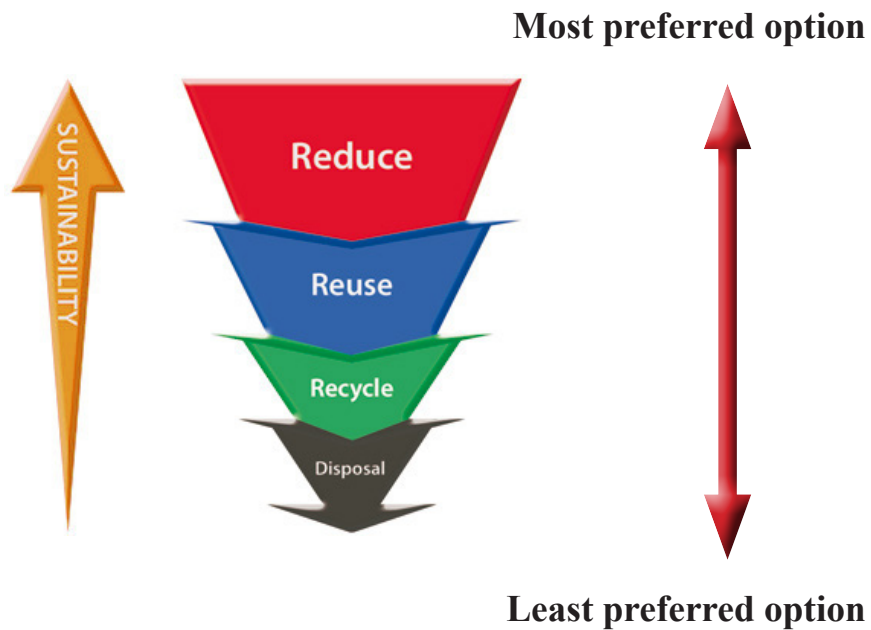 Most preferred option
SUSTAINABILITY
Reduce
Reuse
Recycle
Disposal
Least preferred option